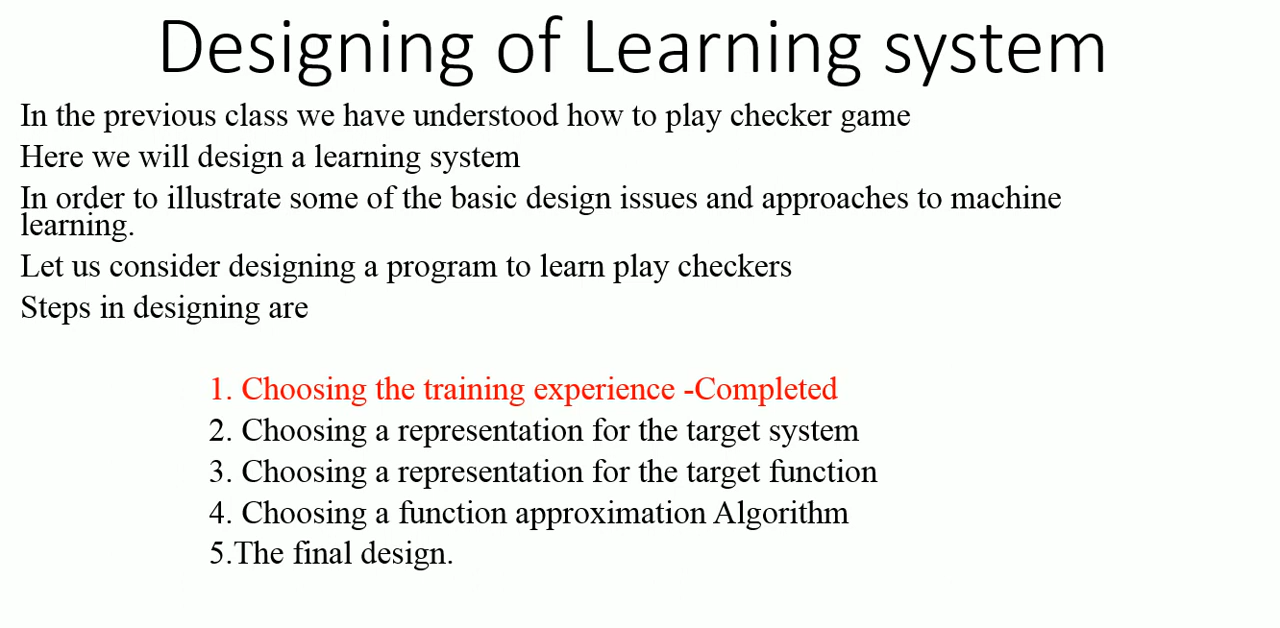 Designing of Learning system
In the previous class we have understood how to play checker game
Here we will design a learning system
In order to illustrate some of the basic design issues and approaches to machine
learning.
Let us consider designing a program to learn play checkers
Steps in designing are
1. Choosing the training experience -Completed
2. Choosing a representation for the target system
3. Choosing a representation for the target function
4. Choosing a function approximation Algorithm
5.The final design.